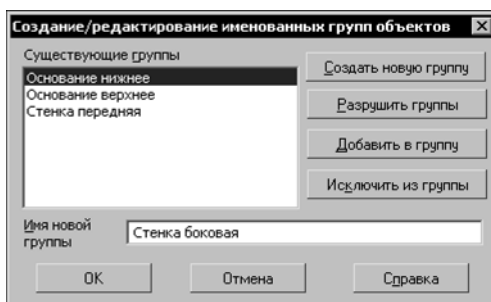 Создание/редактирование именованных групп объектов
Существующие группы
Основание нижнее
Основание верхнее
Стенка передняя
Создать новую группу
Разрушить группы
Добавить в группу
Исключить из группы
Имя новой
группы
Стенка боковая
OK
Отмена
Справка